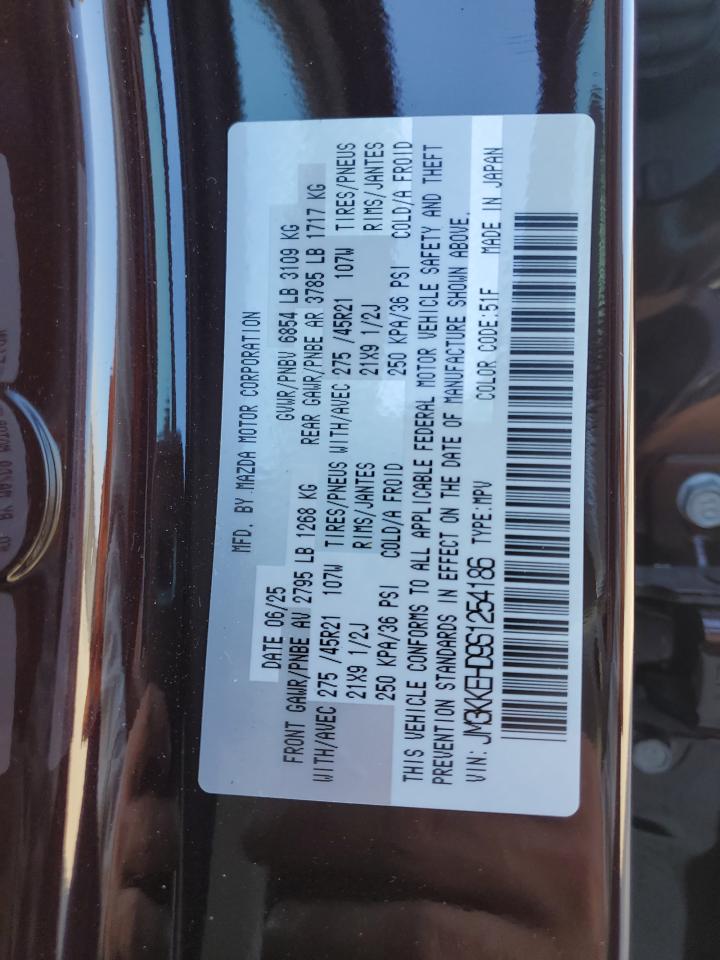 MFD. BY MAZDA MOTOR CORPORATION
DATE 06/25 GVWR/PNBV 6854 LB 3109 KG
FRONT GAWR/PNBE AV 2795 LB 1268 KG REAR GAWR/PNBE AR 3785 LB 1717 KG
WITH/AVEC 275 /45R21 107W TIRES/PNEUS WITH/AVEC 275 /45R21 107W TIRES/PNEUS
21X9 1/2J RIMS/JANTES 21X9 1/2J RIMS/JANTES
250 KPA/36 PSI COLD/A FROID 250 KPA/36 PSI COLD/A FROID
THIS VEHICLE CONFORMS TO ALL APPLICABLE FEDERAL MOTOR VEHICLE SAFETY AND THEFT
PREVENTION STANDARDS IN EFFECT ON THE DATE OF MANUFACTURE SHOWN ABOVE.
VIN: JM3KKEHD9S1254186 TYPE:MPV COLOR CODE:51F MADE IN JAPAN